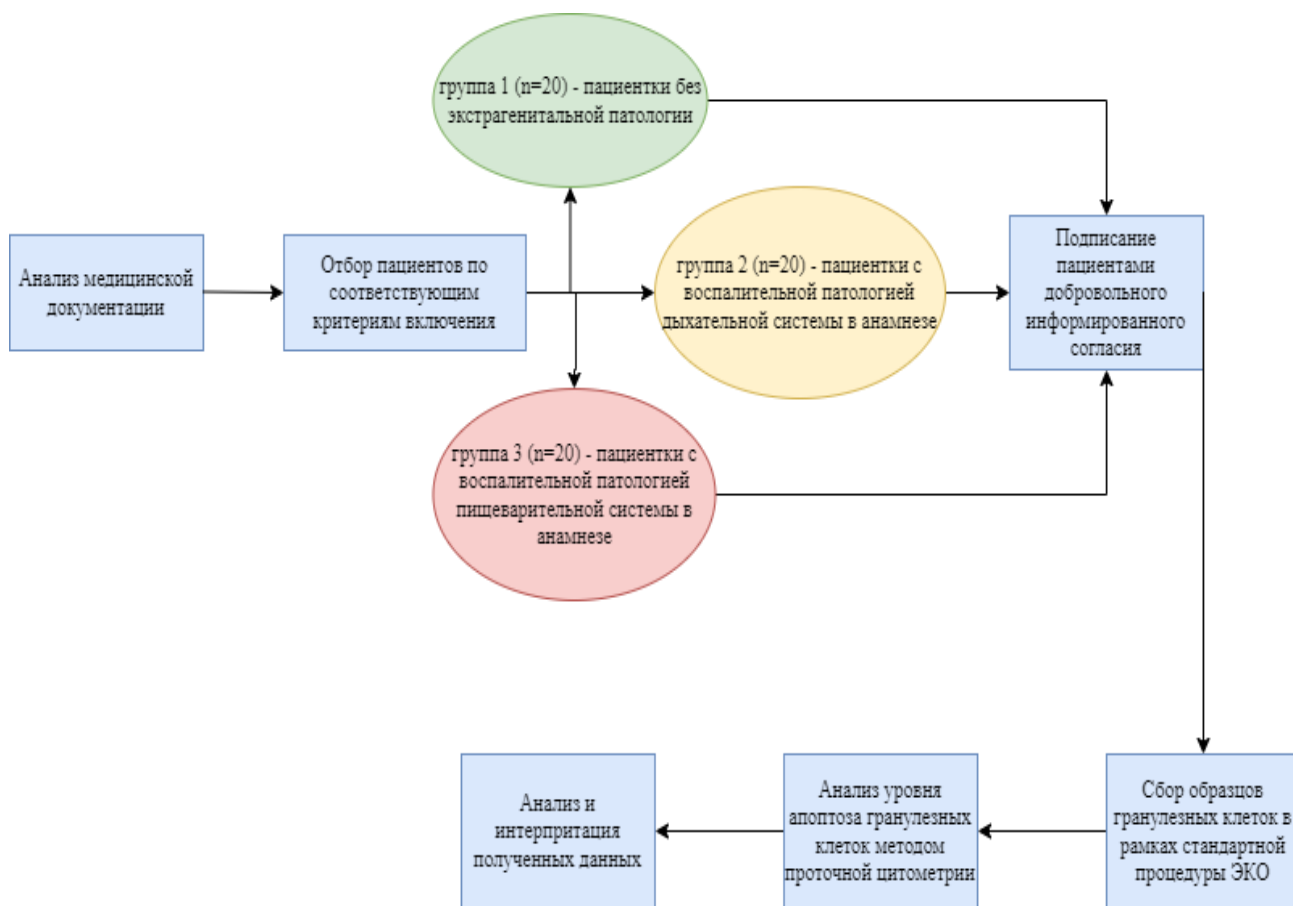 группа 1 (n=20) - пациентки без
экстрагенитальной патологии
Анализ медицинской
документации
Отбор пациентов по
соответствующим
критериям включения
группа 2 (n=20) - пациентки с
воспалительной патологией
дыхательной системы в анамнезе
Подписание
пациентами
добровольного
информированного
согласия
группа 3 (n=20) - пациентки с
воспалительной патологией
пищеварительной системы в
анамнезе
Анализ и
интерпритация
полученных данных
Анализ уровня
апоптоза гранулезных
клеток методом
проточной цитометрии
Сбор образцов
гранулезных клеток в
рамках стандартной
процедуры ЭКО